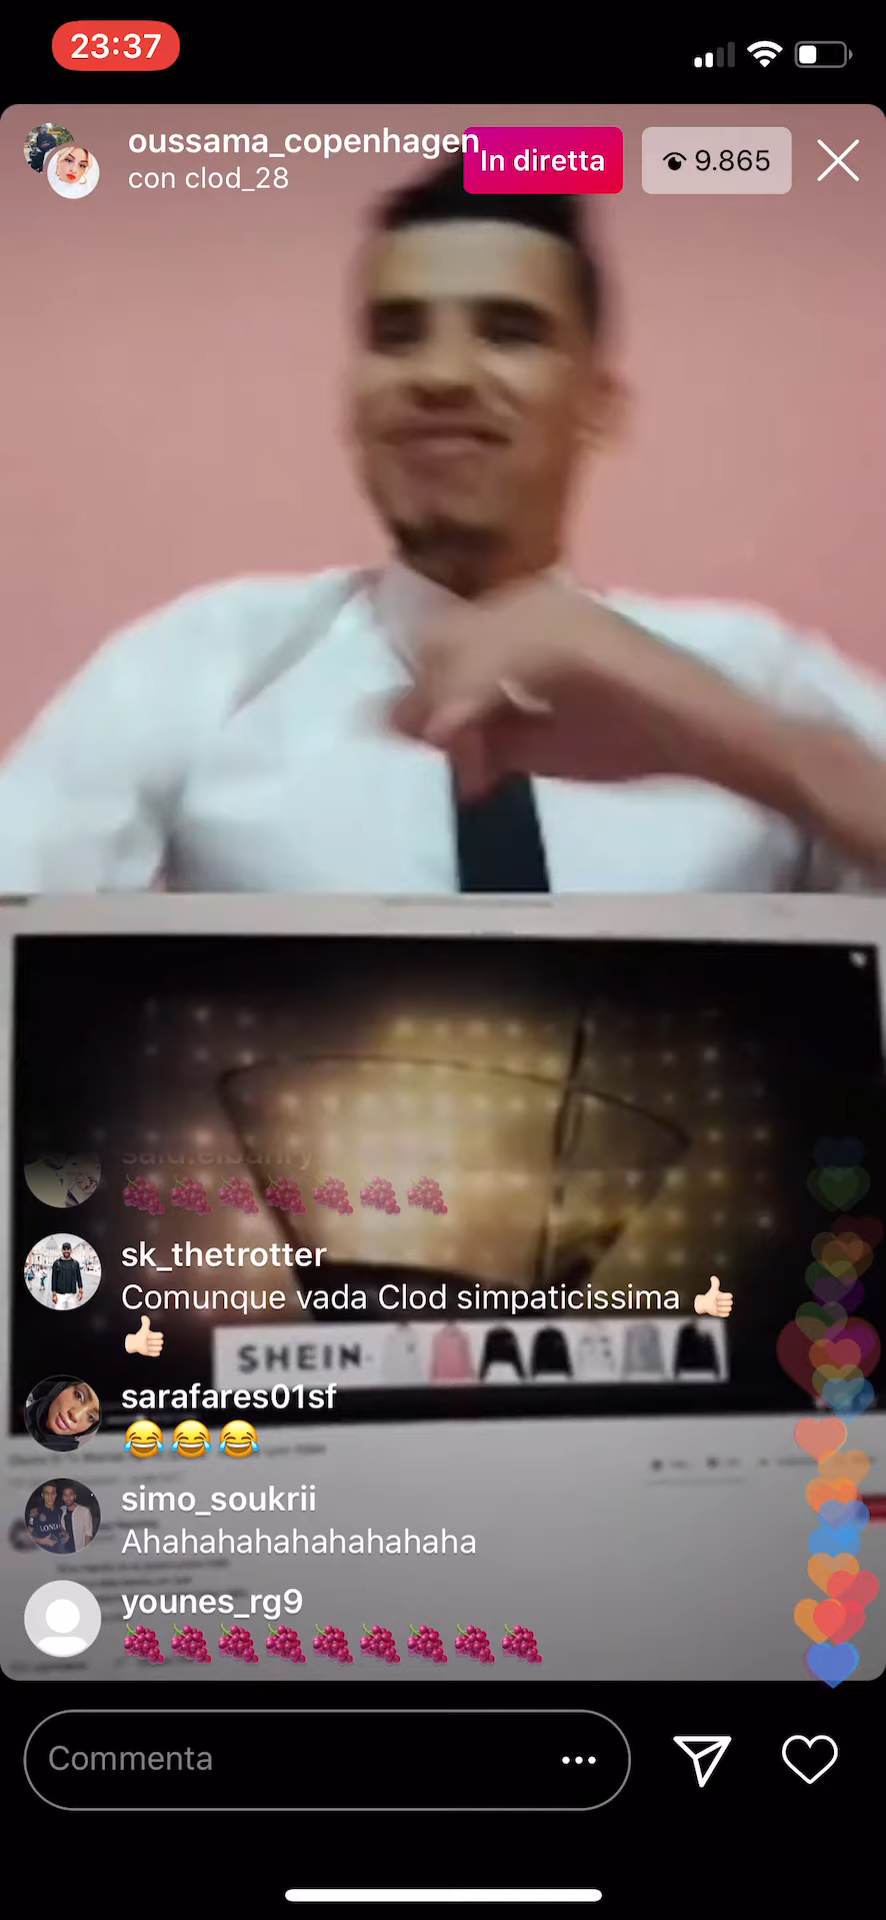 23:37
oussama_copenhagen
In diretta
9.865
con clod_28
sk_thetrotter
Comunque vada Clod simpaticissima 👍🏻
👍🏻
SHEIN
sarafares01sf
😂😂😂
simo_soukrii
Ahahahahahahahahaha
younes_rg9
🍇🍇🍇🍇🍇🍇🍇🍇🍇
Commenta